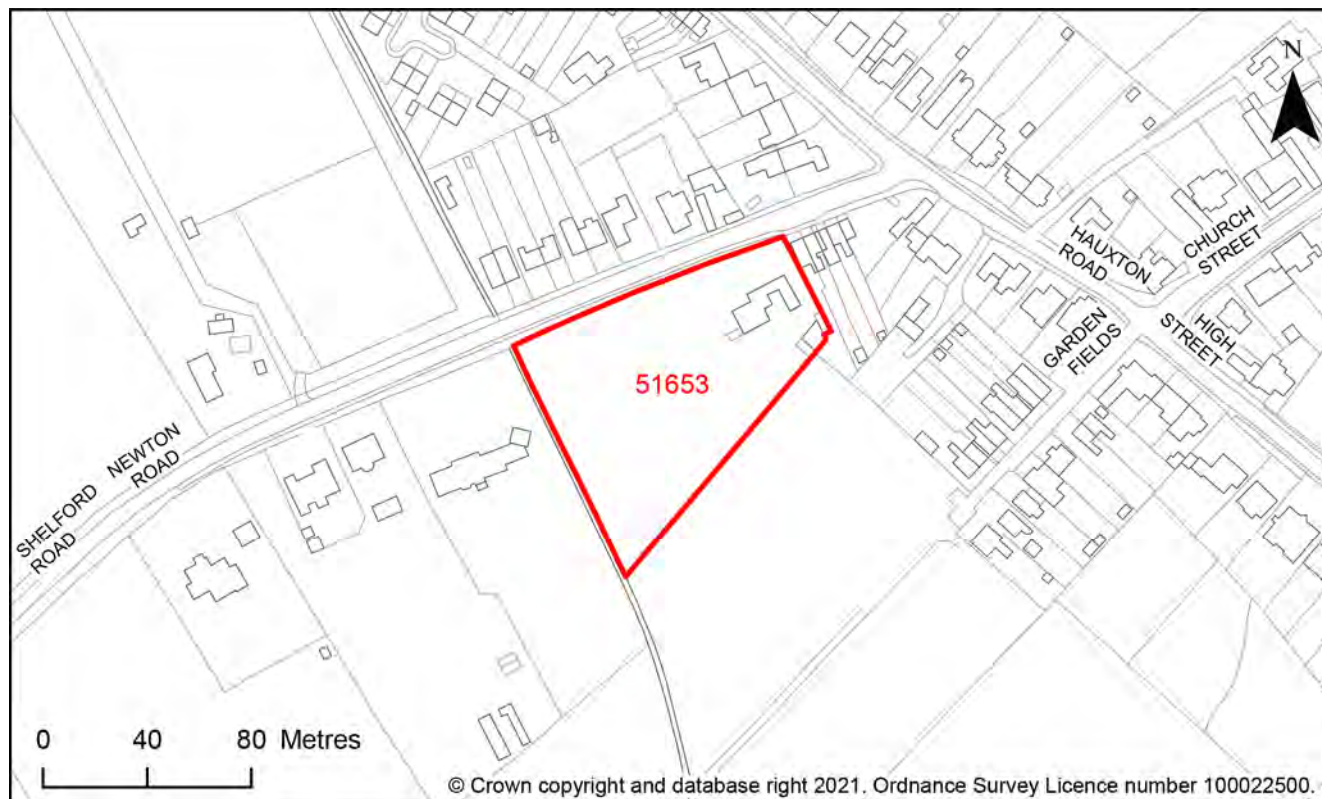 N
HAUXTON
ROAD
CHURCH
STREET
GARDEN
FIELDS
HIGH
STREET
51653
SHELFORD
ROAD
NEWTON
ROAD
0 40 80 Metres
© Crown copyright and database right 2021. Ordnance Survey Licence number 100022500.